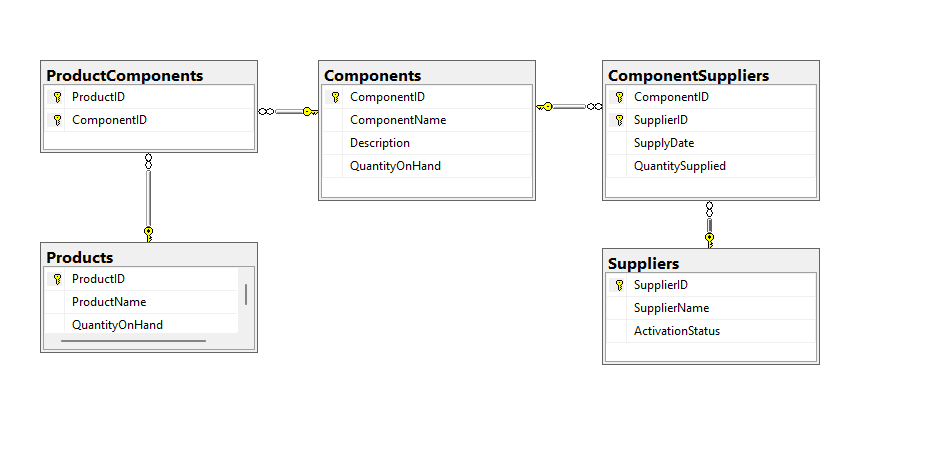 ProductComponents
ProductID
ComponentID
Components
ComponentID
ComponentName
Description
QuantityOnHand
ComponentSuppliers
ComponentID
SupplierID
SupplyDate
QuantitySupplied
Products
ProductID
ProductName
QuantityOnHand
Suppliers
SupplierID
SupplierName
ActivationStatus